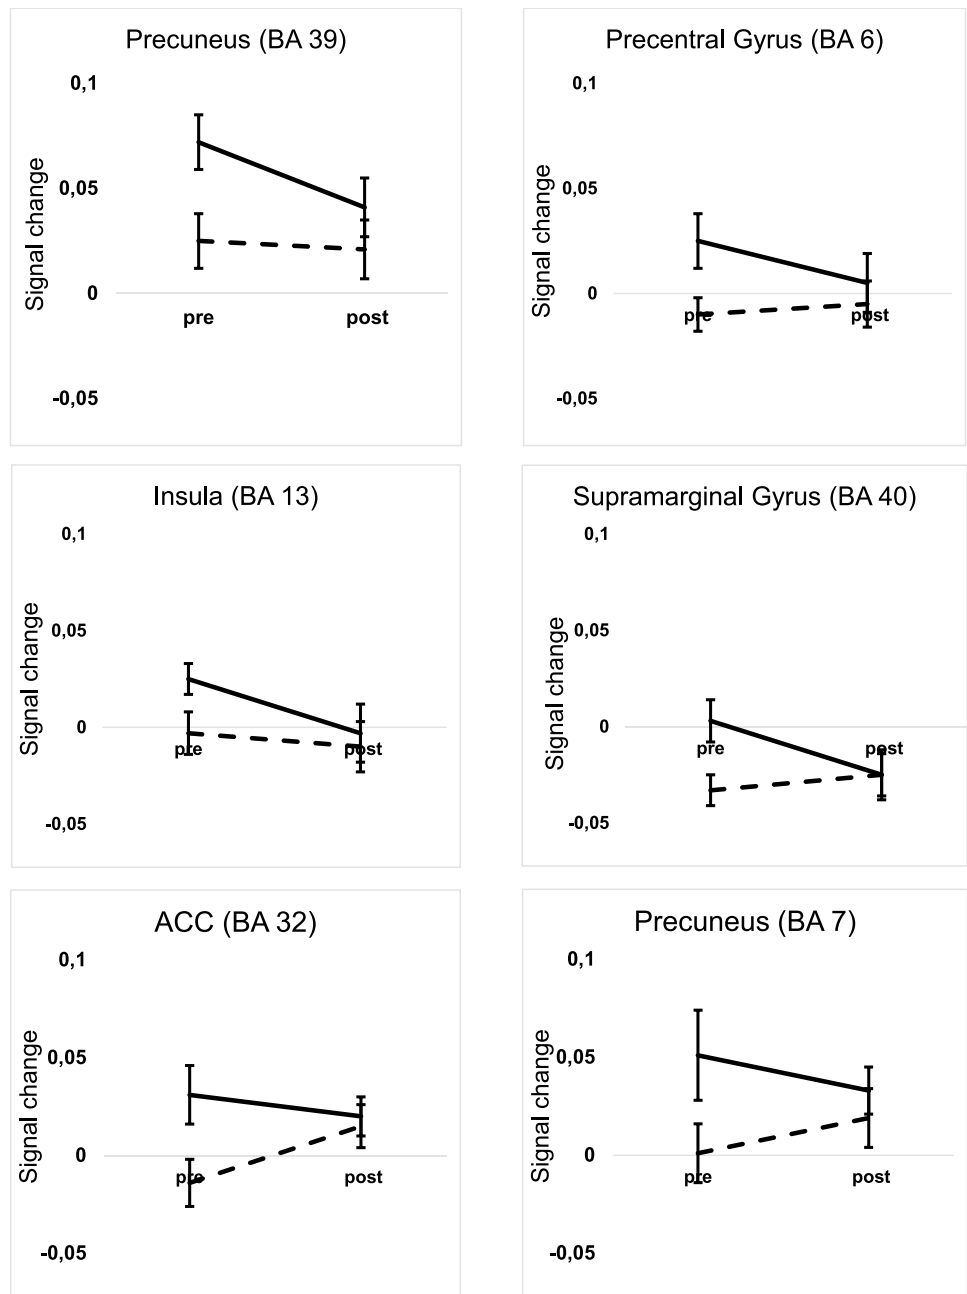 Precuneus (BA 39)
0,1
0,05
0
-0,05
Signal change
pre post
Precentral Gyrus (BA 6)
0,1
0,05
0
-0,05
Signal change
pre post
Insula (BA 13)
0,1
0,05
0
-0,05
Signal change
pre post
Supramarginal Gyrus (BA 40)
0,1
0,05
0
-0,05
Signal change
pre post
ACC (BA 32)
0,1
0,05
0
-0,05
Signal change
pre post
Precuneus (BA 7)
0,1
0,05
0
-0,05
Signal change
pre post